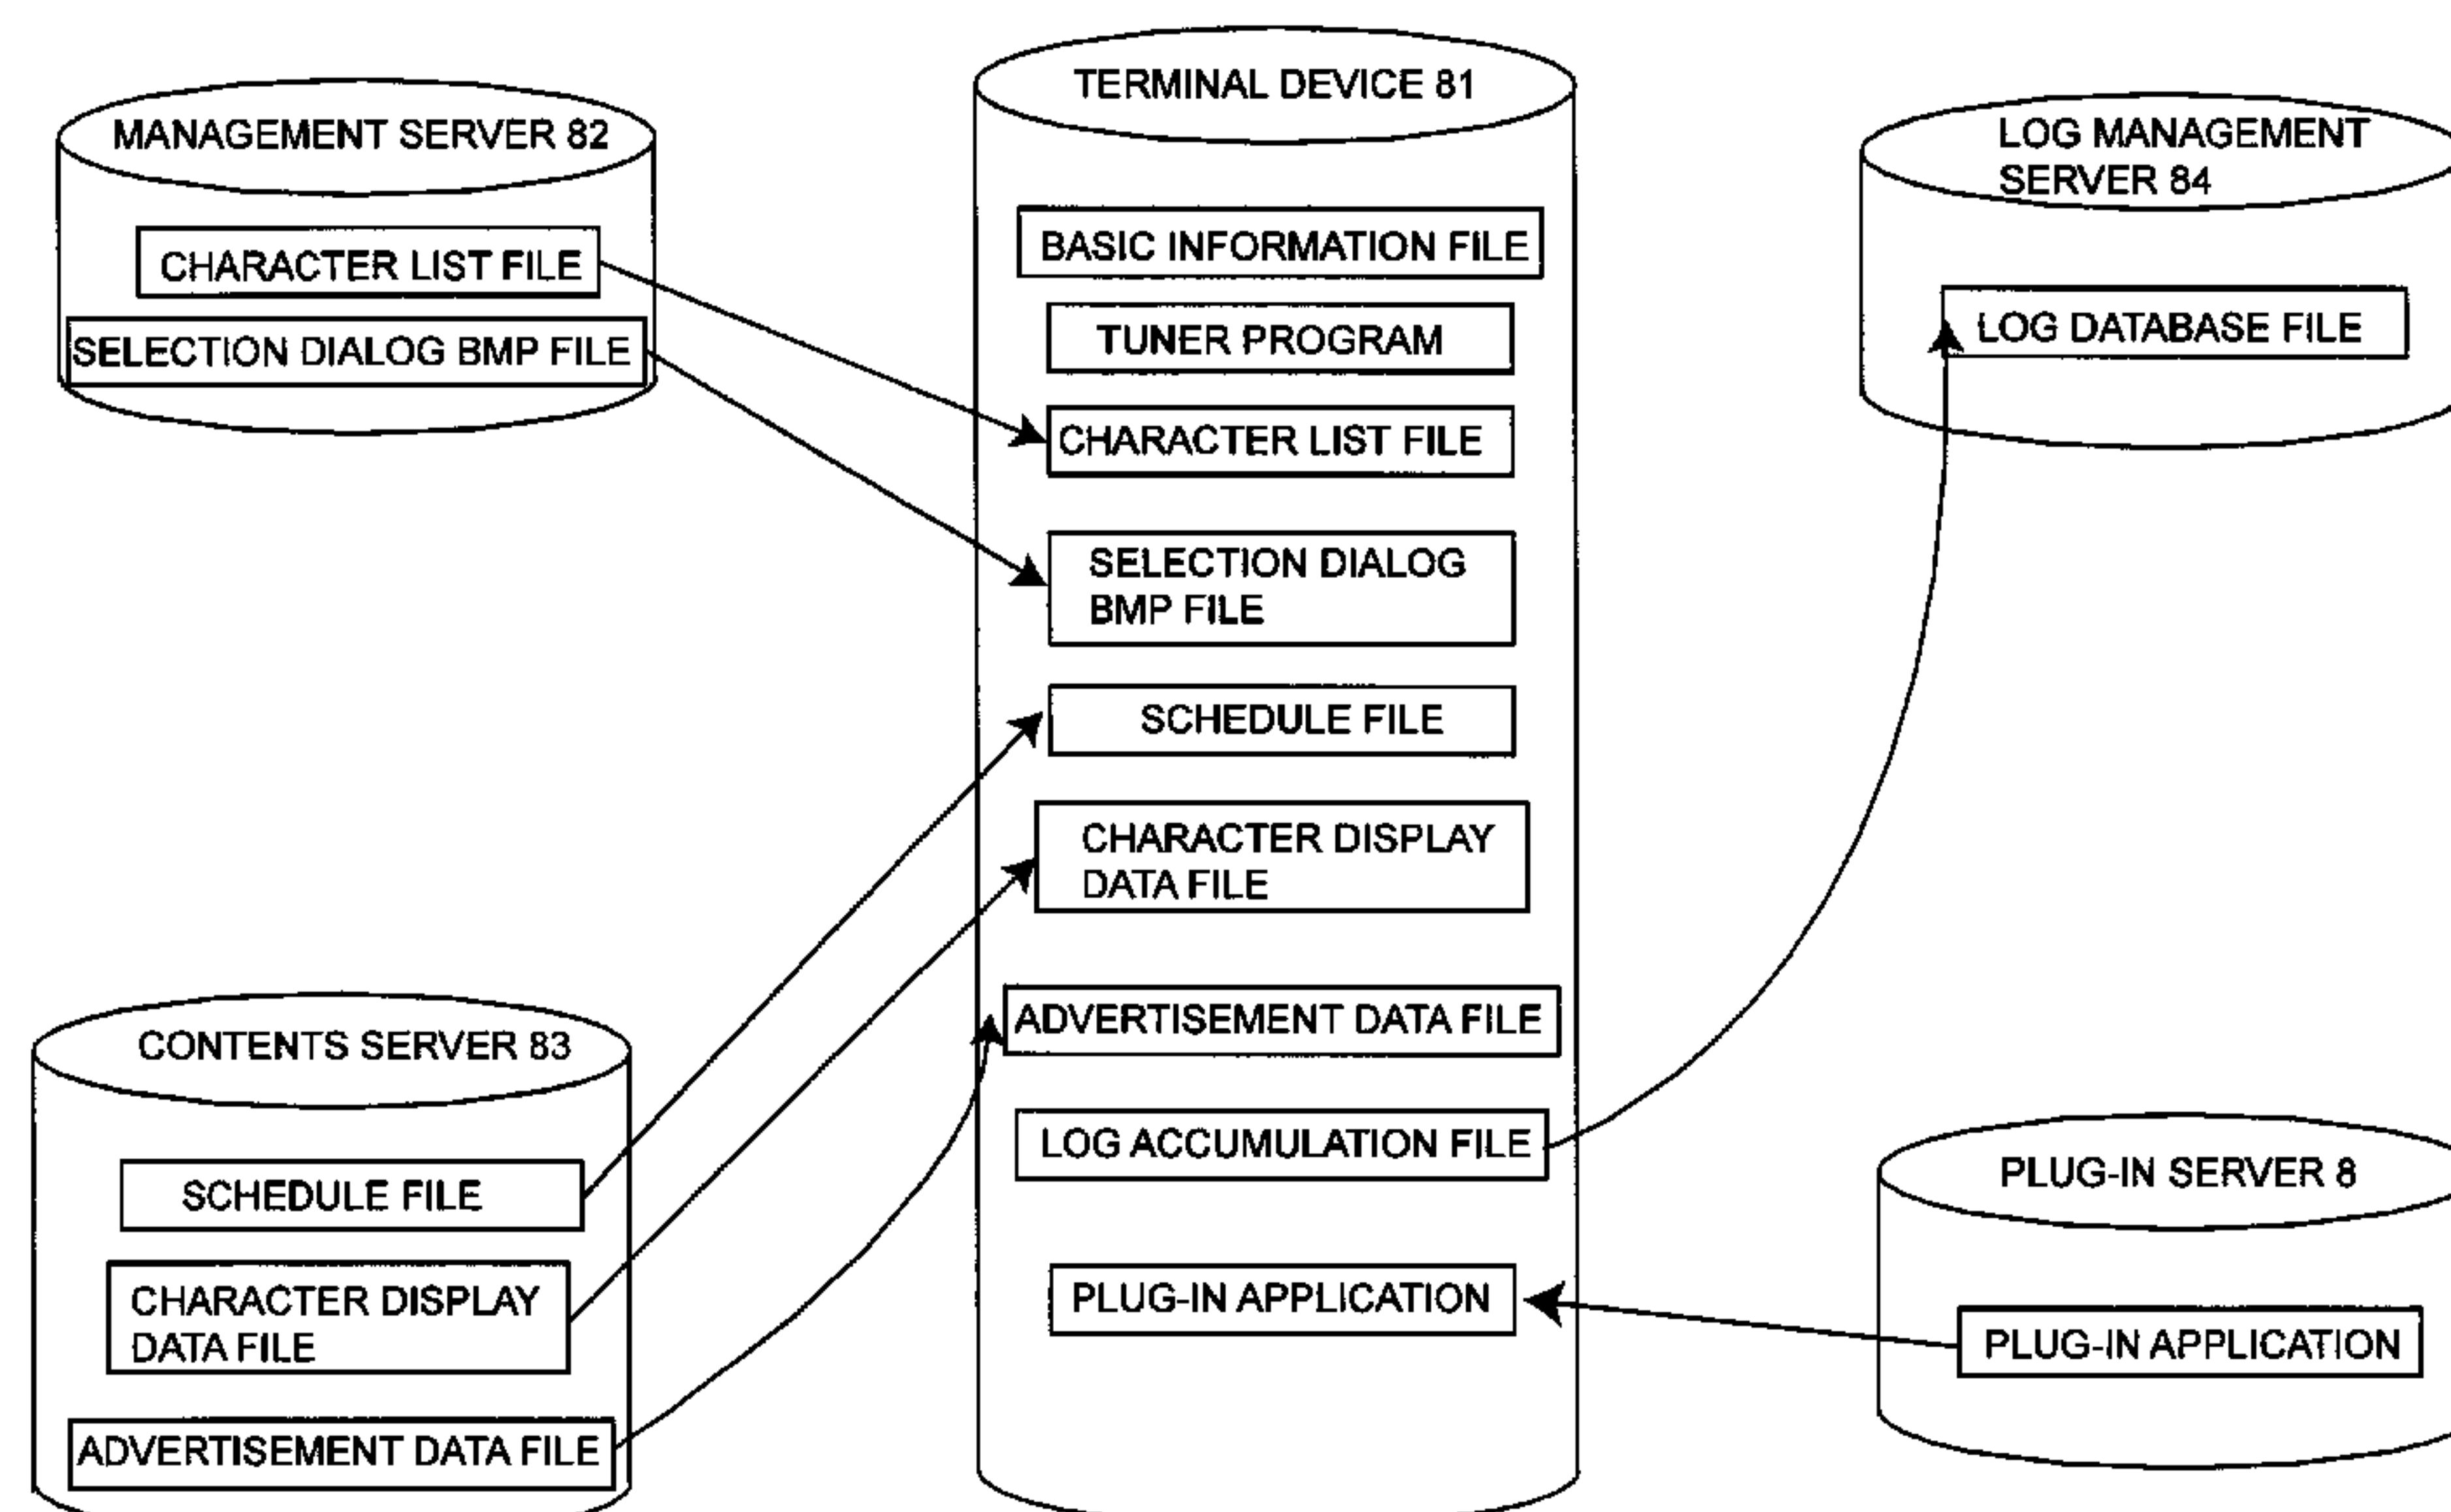 MANAGEMENT SERVER 82
CHARACTER LIST FILE
SELECTION DIALOG BMP FILE
TERMINAL DEVICE 81
BASIC INFORMATION FILE
TUNER PROGRAM
CHARACTER LIST FILE
SELECTION DIALOG
BMP FILE
SCHEDULE FILE
CHARACTER DISPLAY
DATA FILE
ADVERTISEMENT DATA FILE
LOG ACCUMULATION FILE
PLUG-IN APPLICATION
LOG MANAGEMENT
SERVER 84
LOG DATABASE FILE
CONTENTS SERVER 83
SCHEDULE FILE
CHARACTER DISPLAY
DATA FILE
ADVERTISEMENT DATA FILE
PLUG-IN SERVER 8
PLUG-IN APPLICATION